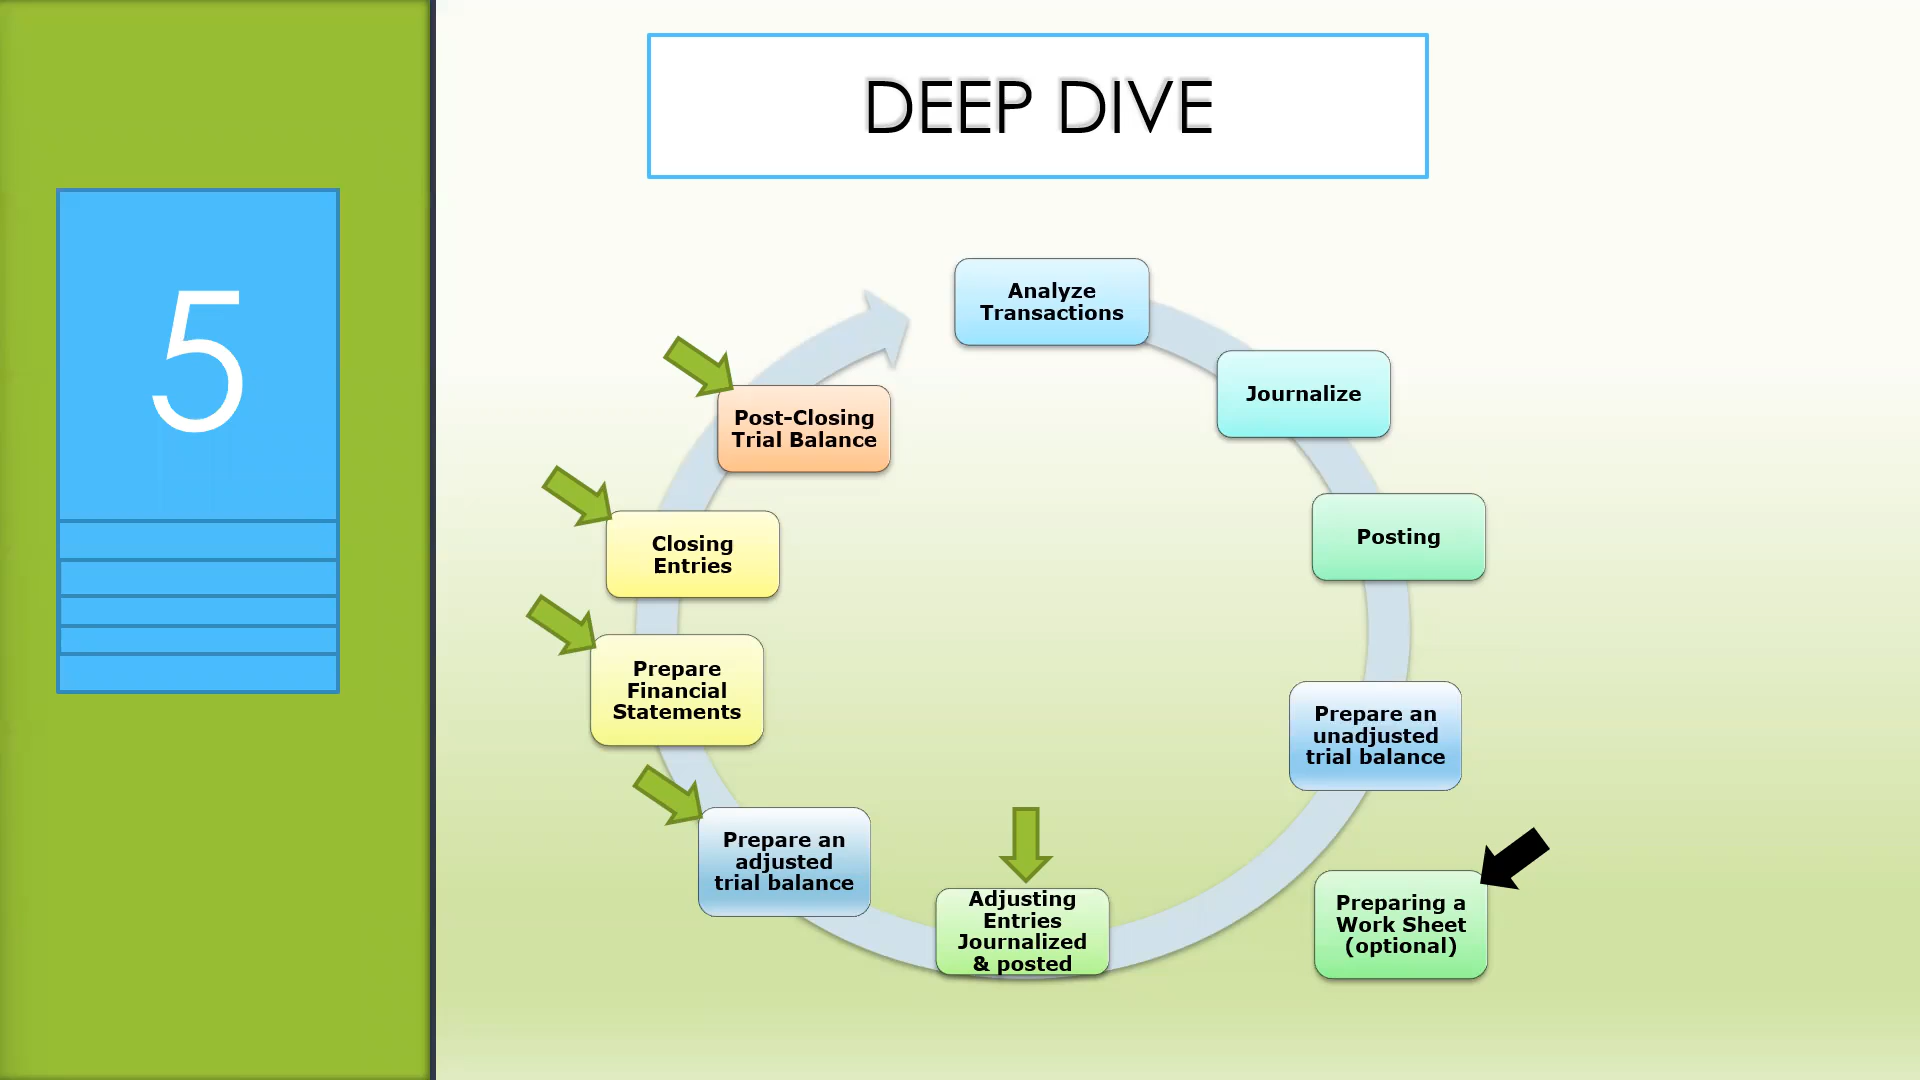 DEEP DIVE
5
Analyze
Transactions
Journalize
Posting
Prepare an
unadjusted
trial balance
Preparing a
Work Sheet
(optional)
Adjusting
Entries
Journalized
& posted
Prepare an
adjusted
trial balance
Prepare
Financial
Statements
Closing
Entries
Post-Closing
Trial Balance